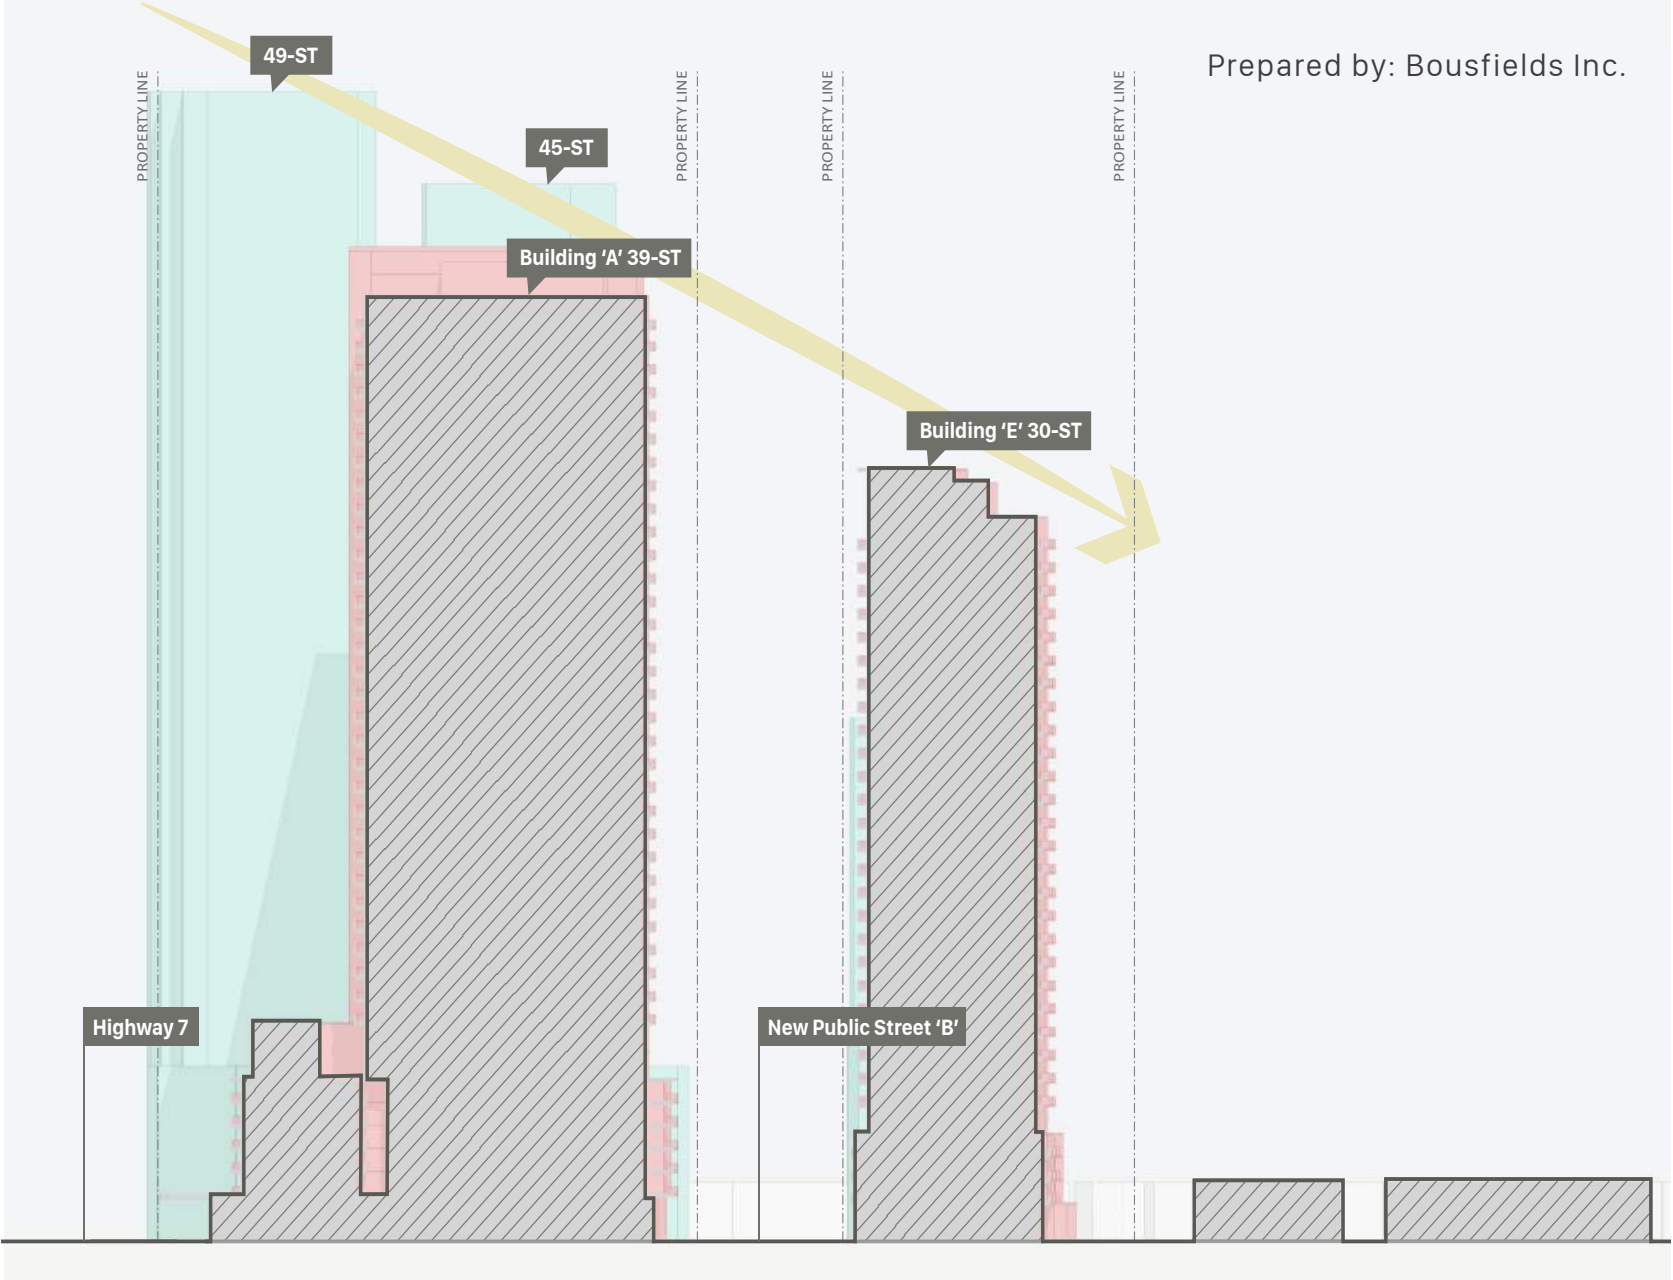 Prepared by: Bousfields Inc.
49-ST
PROPERTY LINE
PROPERTY LINE
PROPERTY LINE
PROPERTY LINE
45-ST
Building ‘A’ 39-ST
Building ‘E’ 30-ST
Highway 7
New Public Street ‘B’